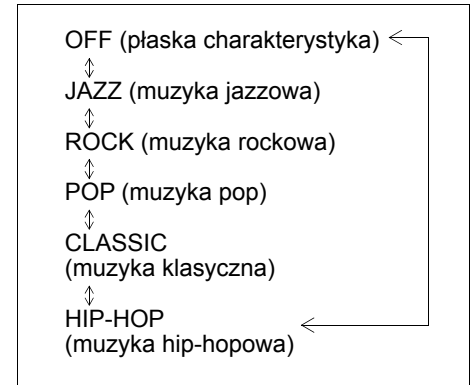 OFF (płaska charakterystyka)
JAZZ (muzyka jazzowa)
ROCK (muzyka rockowa)
POP (muzyka pop)
CLASSIC
(muzyka klasyczna)
HIP-HOP
(muzyka hip-hopowa)